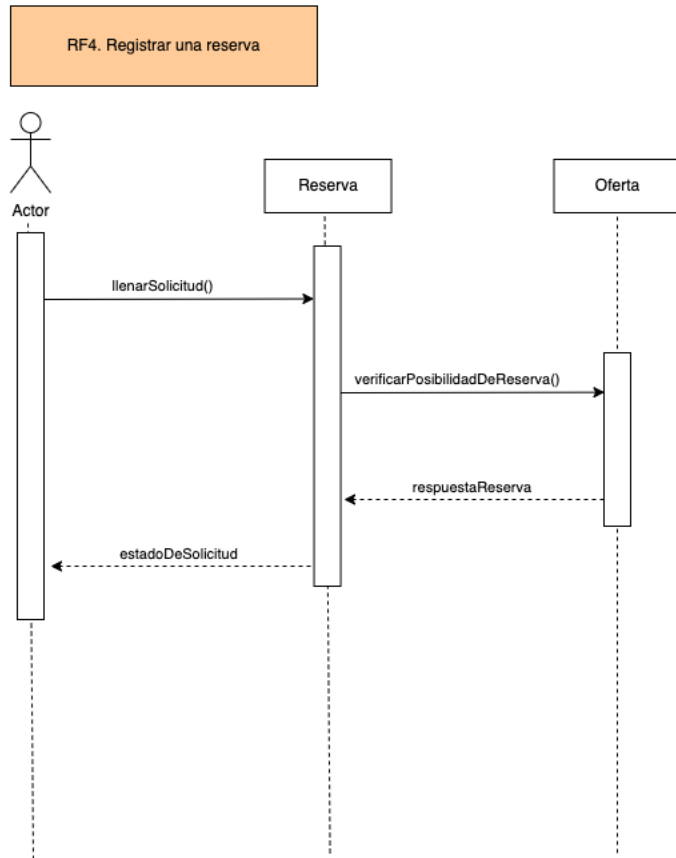 RF4. Registrar una reserva
Actor
Reserva
Oferta
llenarSolicitud()
verificarPosibilidadDeReserva()
respuestaReserva
estadoDeSolicitud